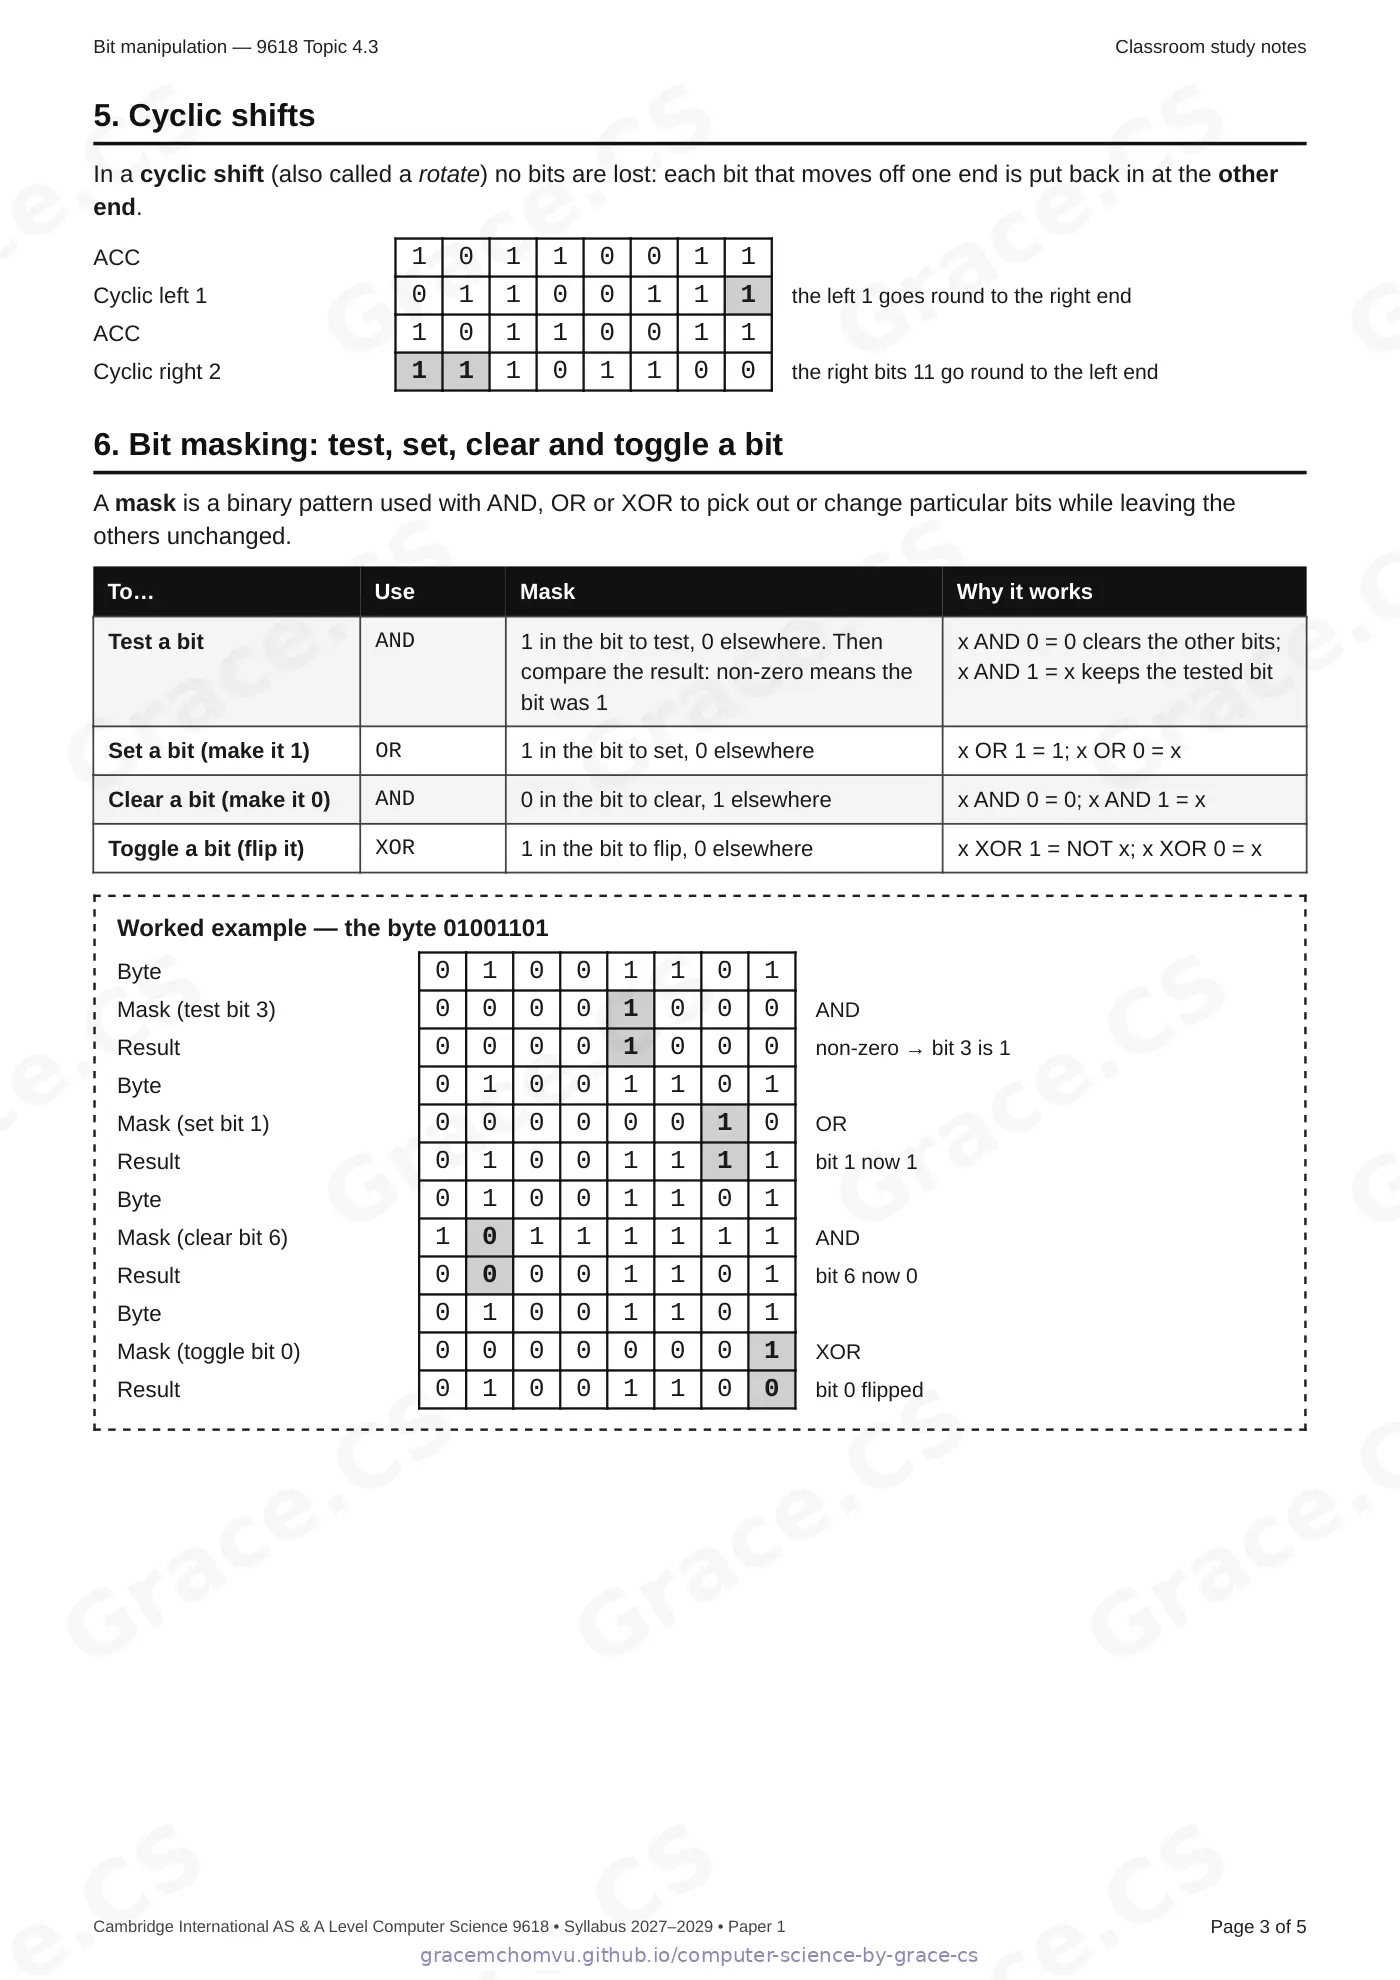 Bit manipulation — 9618 Topic 4.3 Classroom study notes
5. Cyclic shifts
In a cyclic shift (also called a rotate) no bits are lost: each bit that moves off one end is put back in at the other
end.
ACC 1 0 1 1 0 0 1 1
Cyclic left 1 0 1 1 0 0 1 1 1 the left 1 goes round to the right end
ACC 1 0 1 1 0 0 1 1
Cyclic right 2 1 1 1 0 1 1 0 0 the right bits 11 go round to the left end
6. Bit masking: test, set, clear and toggle a bit
A mask is a binary pattern used with AND, OR or XOR to pick out or change particular bits while leaving the
others unchanged.
To… Use Mask Why it works
Test a bit AND 1 in the bit to test, 0 elsewhere. Then x AND 0 = 0 clears the other bits;
compare the result: non-zero means the x AND 1 = x keeps the tested bit
bit was 1
Set a bit (make it 1) OR 1 in the bit to set, 0 elsewhere x OR 1 = 1; x OR 0 = x
Clear a bit (make it 0) AND 0 in the bit to clear, 1 elsewhere x AND 0 = 0; x AND 1 = x
Toggle a bit (flip it) XOR 1 in the bit to flip, 0 elsewhere x XOR 1 = NOT x; x XOR 0 = x
Worked example — the byte 01001101
Byte 0 1 0 0 1 1 0 1
Mask (test bit 3) 0 0 0 0 1 0 0 0 AND
Result 0 0 0 0 1 0 0 0 non-zero → bit 3 is 1
Byte 0 1 0 0 1 1 0 1
Mask (set bit 1) 0 0 0 0 0 0 1 0 OR
Result 0 1 0 0 1 1 1 1 bit 1 now 1
Byte 0 1 0 0 1 1 0 1
Mask (clear bit 6) 1 0 1 1 1 1 1 1 AND
Result 0 0 0 0 1 1 0 1 bit 6 now 0
Byte 0 1 0 0 1 1 0 1
Mask (toggle bit 0) 0 0 0 0 0 0 0 1 XOR
Result 0 1 0 0 1 1 0 0 bit 0 flipped
Cambridge International AS & A Level Computer Science 9618 • Syllabus 2027–2029 • Paper 1 Page 3 of 5
gracemchomvu.github.io/computer-science-by-grace-cs
Grace.CS